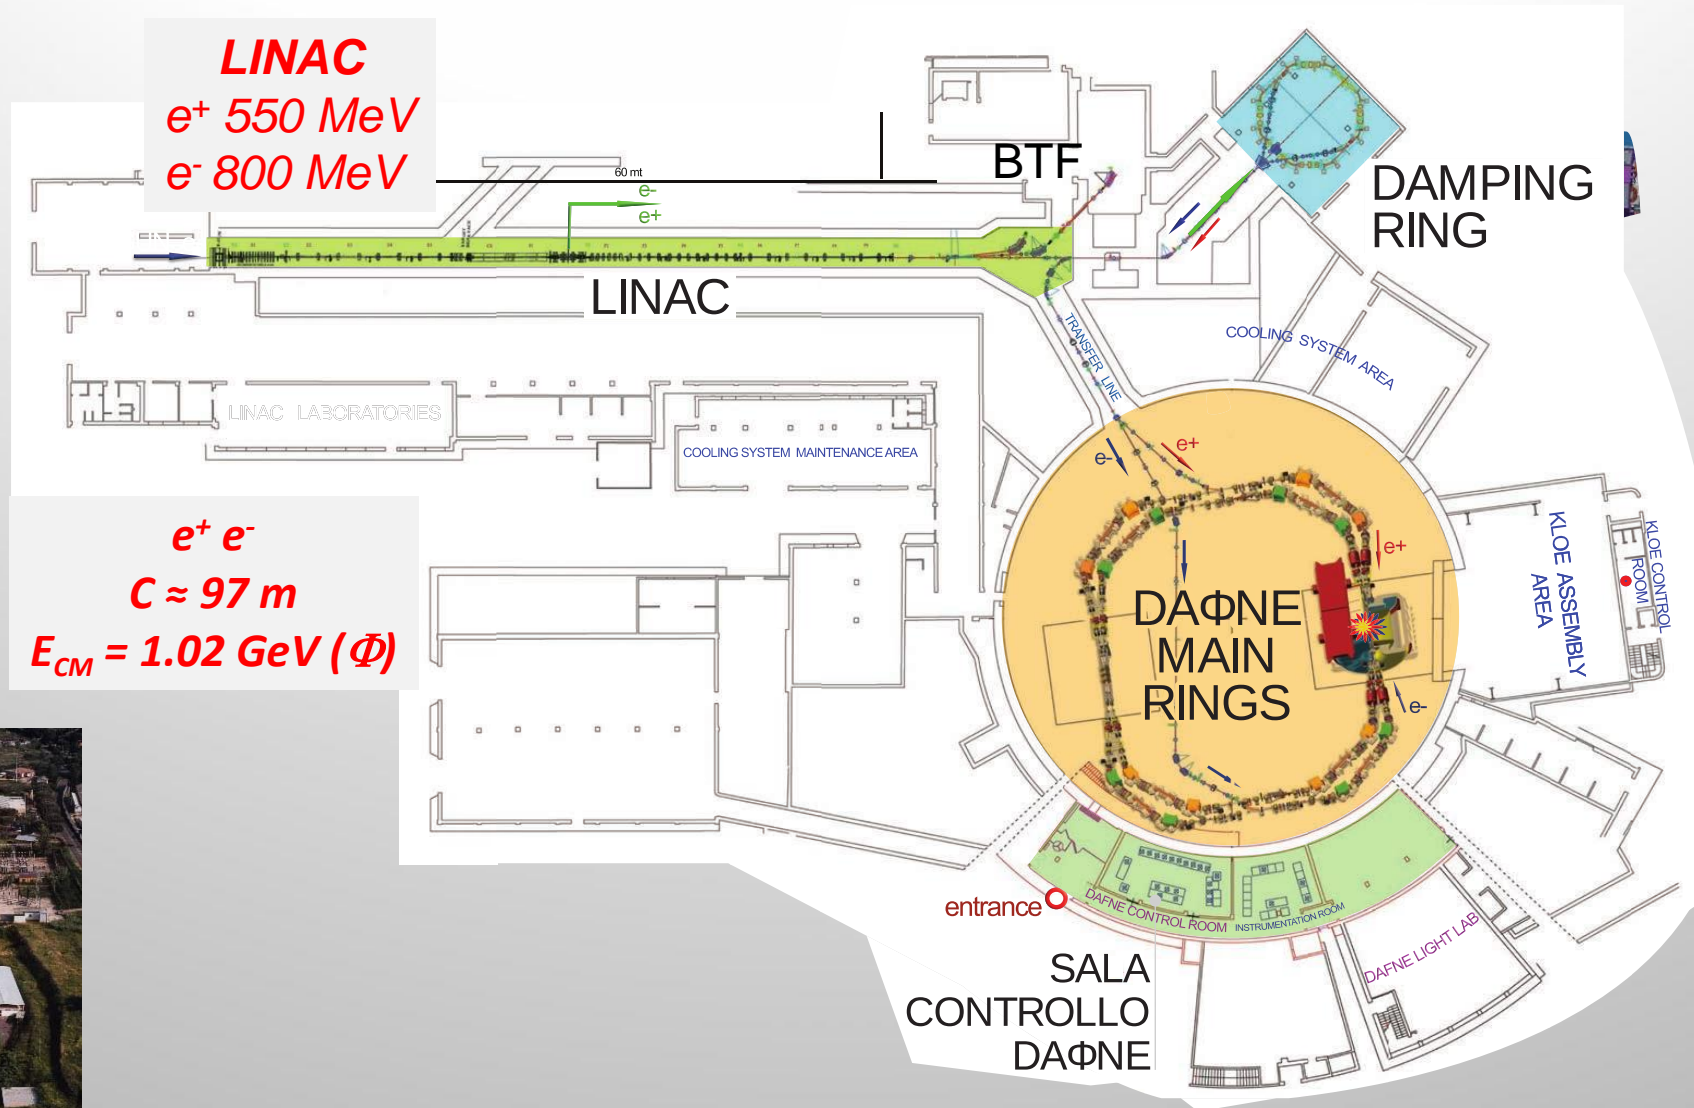 LINAC
e+ 550 MeV
e- 800 MeV
60 mt
e-
e+
BTF
DAMPING
RING
LINAC
TRANSFER LINE
COOLING SYSTEM AREA
LINAC LABORATORIES
COOLING SYSTEM MAINTENANCE AREA
e-
e+
e+ e-
C ≈ 97 m
E_CM = 1.02 GeV (Φ)
e+
DAΦNE
MAIN
RINGS
e-
KLOE ASSEMBLY
AREA
KLOE CONTROL
ROOM
entrance
DAFNE CONTROL ROOM
INSTRUMENTATION ROOM
DAFNE LIGHT LAB
SALA
CONTROLLO
DAΦNE